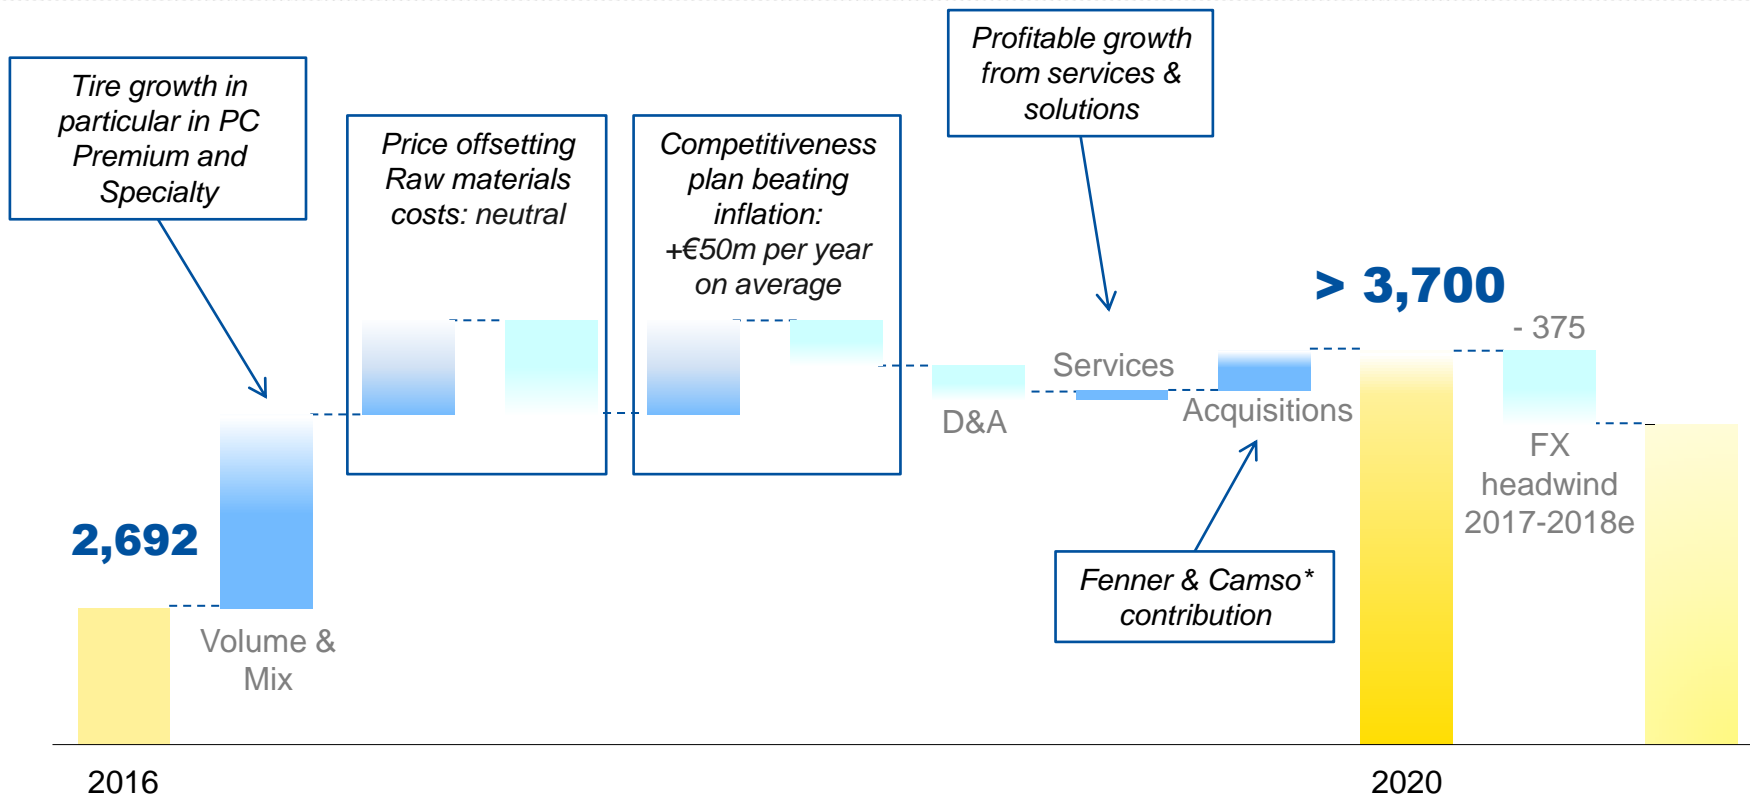 Tire growth in
particular in PC
Premium and
Specialty
Price offsetting
Raw materials
costs: neutral
Competitiveness
plan beating
inflation:
+€50m per year
on average
Profitable growth
from services &
solutions
> 3,700
- 375
Services
Acquisitions
D&A
FX
headwind
2017-2018e
2,692
Volume &
Mix
Fenner & Camso*
contribution
2016
2020